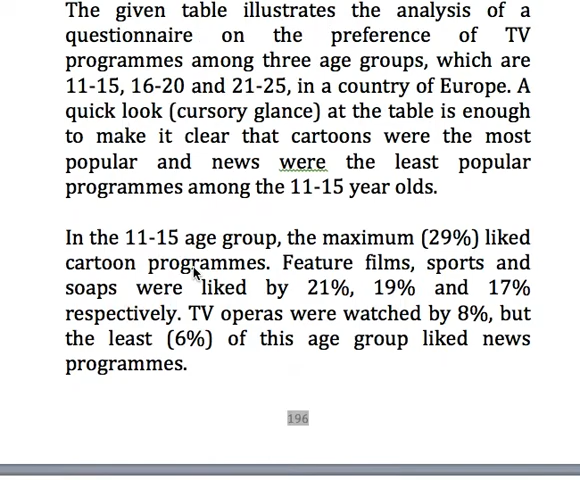 The given table illustrates the analysis of a
questionnaire on the preference of TV
programmes among three age groups, which are
11-15, 16-20 and 21-25, in a country of Europe. A
quick look (cursory glance) at the table is enough
to make it clear that cartoons were the most
popular and news were the least popular
programmes among the 11-15 year olds.
In the 11-15 age group, the maximum (29%) liked
cartoon programmes. Feature films, sports and
soaps were liked by 21%, 19% and 17%
respectively. TV operas were watched by 8%, but
the least (6%) of this age group liked news
programmes.
196